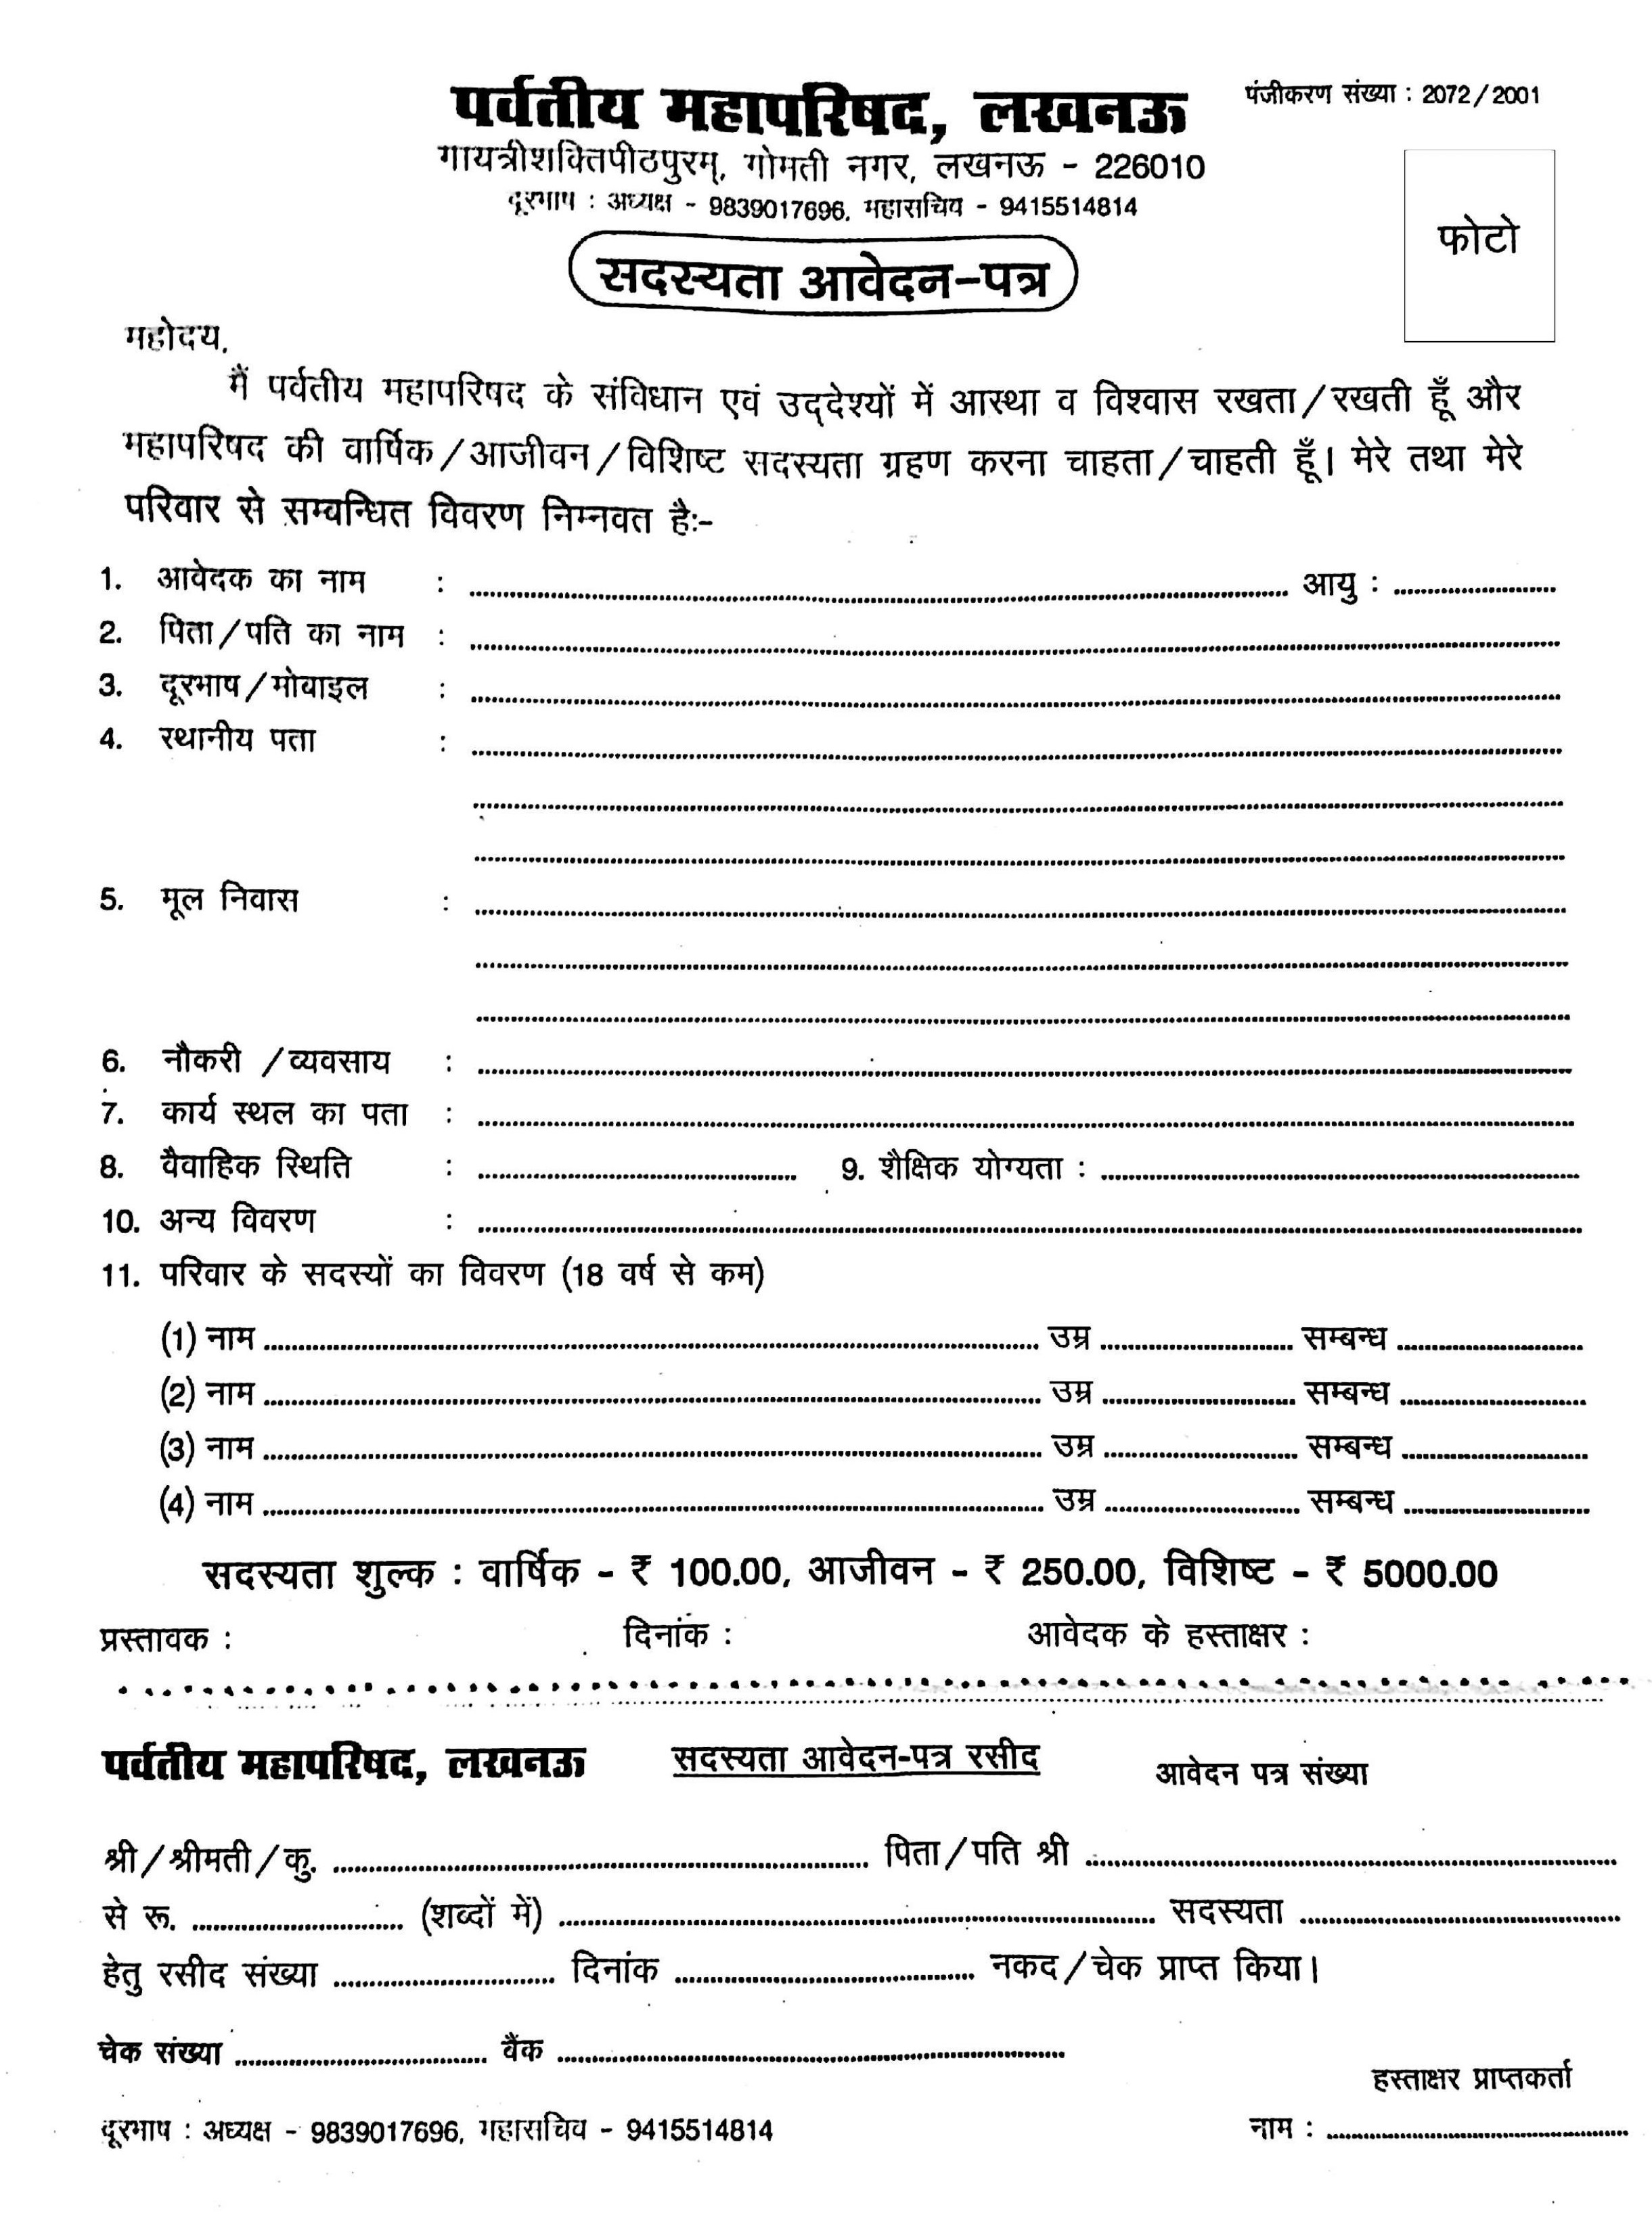 पर्वतीय महापरिषद, लखनऊ
पंजीकरण संख्या : 2072/2001
गायत्रीशक्तिपीठपुरम्, गोमती नगर, लखनऊ - 226010
दूरभाष : अध्यक्ष - 9839017696, महासचिव - 9415514814
फोटो
सदस्यता आवेदन-पत्र
महोदय,
मैं पर्वतीय महापरिषद के संविधान एवं उद्देश्यों में आस्था व विश्वास रखता/रखती हूँ और
महापरिषद की वार्षिक/आजीवन/विशिष्ट सदस्यता ग्रहण करना चाहता/चाहती हूँ। मेरे तथा मेरे
परिवार से सम्बन्धित विवरण निम्नवत है:-
1. आवेदक का नाम : ........................ आयु : ............
2. पिता/पति का नाम : ........................
3. दूरभाष/मोबाइल : ........................
4. स्थानीय पता : ........................
5. मूल निवास : ........................
6. नौकरी /व्यवसाय : ........................
7. कार्य स्थल का पता : ........................
8. वैवाहिक स्थिति : ............ 9. शैक्षिक योग्यता : ............
10. अन्य विवरण : ........................
11. परिवार के सदस्यों का विवरण (18 वर्ष से कम)
(1) नाम ........................ उम्र ............ सम्बन्ध ............
(2) नाम ........................ उम्र ............ सम्बन्ध ............
(3) नाम ........................ उम्र ............ सम्बन्ध ............
(4) नाम ........................ उम्र ............ सम्बन्ध ............
सदस्यता शुल्क : वार्षिक - ₹ 100.00, आजीवन - ₹ 250.00, विशिष्ट - ₹ 5000.00
प्रस्तावक : दिनांक : आवेदक के हस्ताक्षर :
पर्वतीय महापरिषद, लखनऊ सदस्यता आवेदन-पत्र रसीद आवेदन पत्र संख्या
श्री/श्रीमती/कु. ........................ पिता/पति श्री ........................
से रू. ............ (शब्दों में) ........................ सदस्यता ............
हेतु रसीद संख्या ............ दिनांक ............ नकद/चेक प्राप्त किया।
चेक संख्या ............ बैंक ........................
हस्ताक्षर प्राप्तकर्ता
दूरभाष : अध्यक्ष - 9839017696, महासचिव - 9415514814 नाम : ............